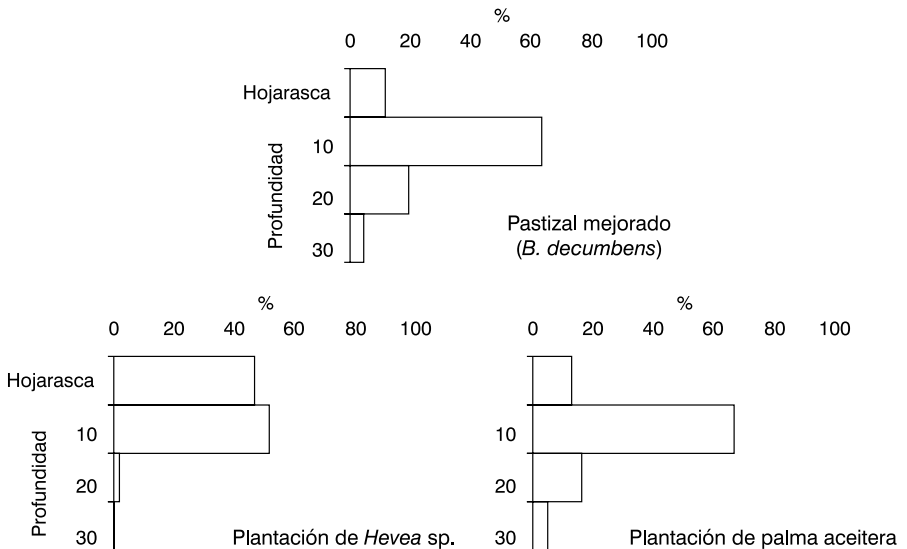 %
0 20 40 60 80 100
Hojarasca
Profundidad
10
20
30
Pastizal mejorado
(B. decumbens)
%
0 20 40 60 80 100
Hojarasca
Profundidad
10
20
30
Plantación de Hevea sp.
%
0 20 40 60 80 100
10
20
30
Plantación de palma aceitera